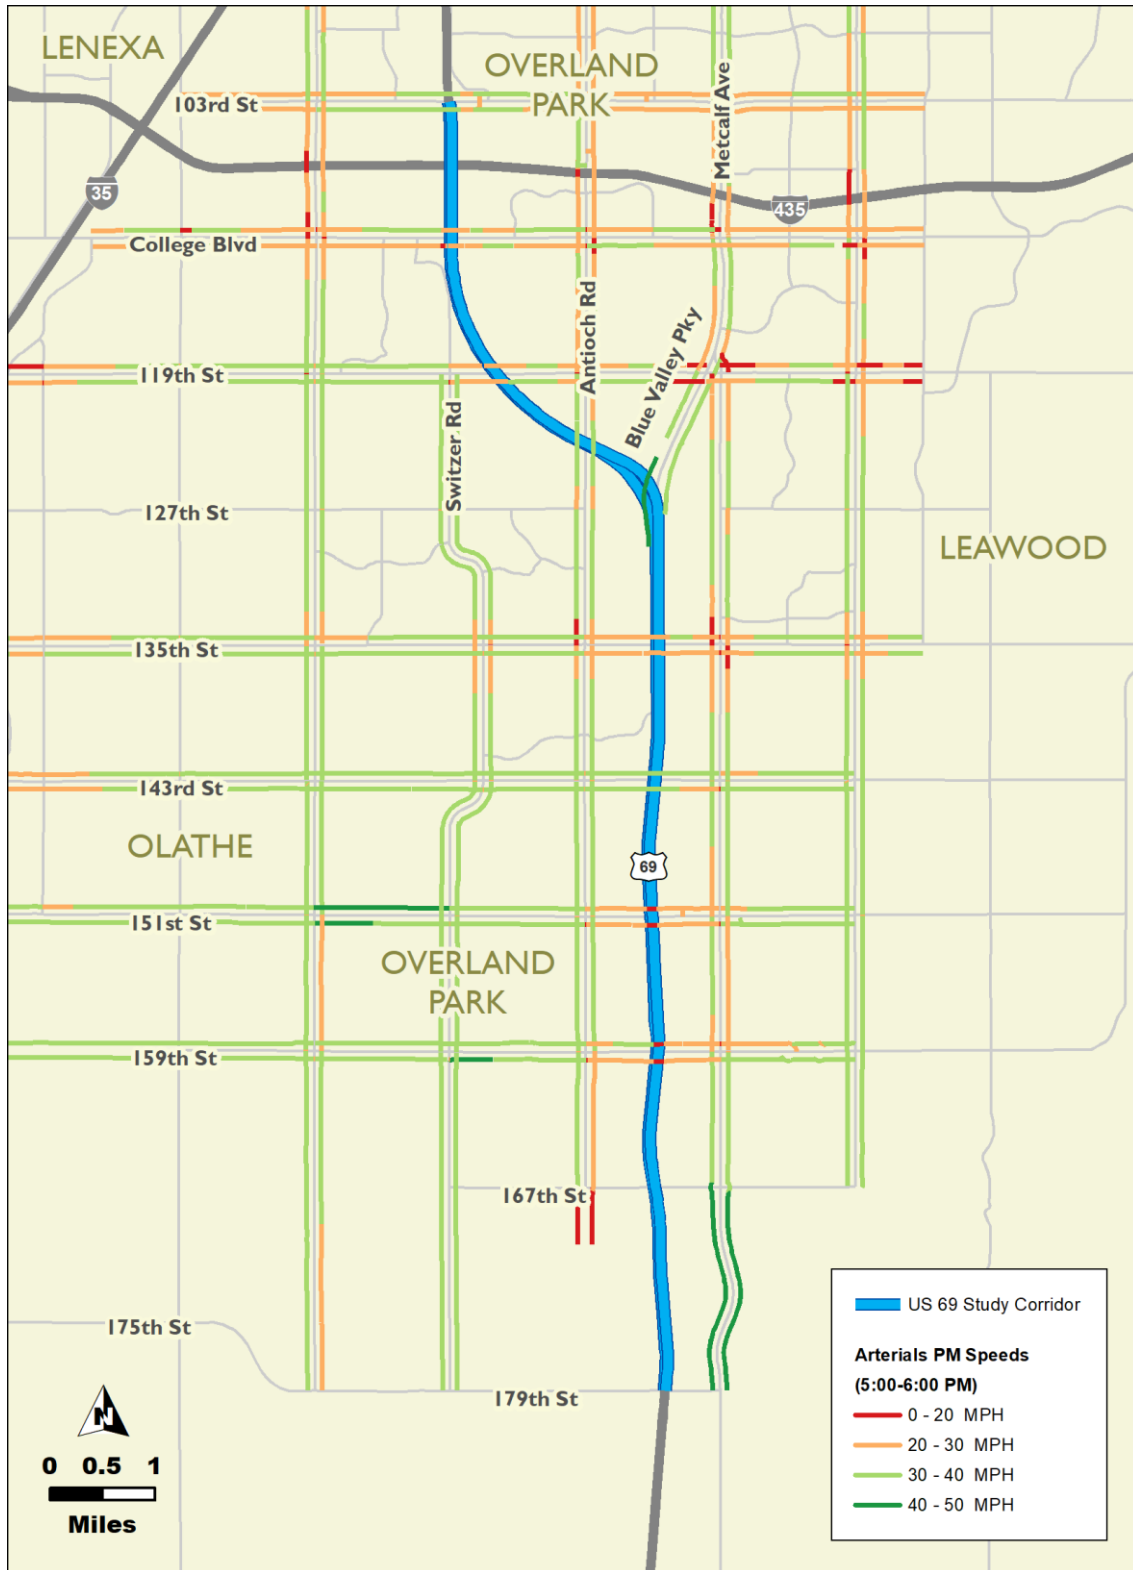 LENEXA
OVERLAND
PARK
103rd St
Metcalf Ave
35
435
College Blvd
Antioch Rd
Blue Valley Pky
119th St
Switzer Rd
127th St
LEAWOOD
135th St
143rd St
OLATHE
69
151st St
OVERLAND
PARK
159th St
167th St
175th St
179th St
N
0 0.5 1
Miles
US 69 Study Corridor
Arterials PM Speeds
(5:00-6:00 PM)
0 - 20 MPH
20 - 30 MPH
30 - 40 MPH
40 - 50 MPH